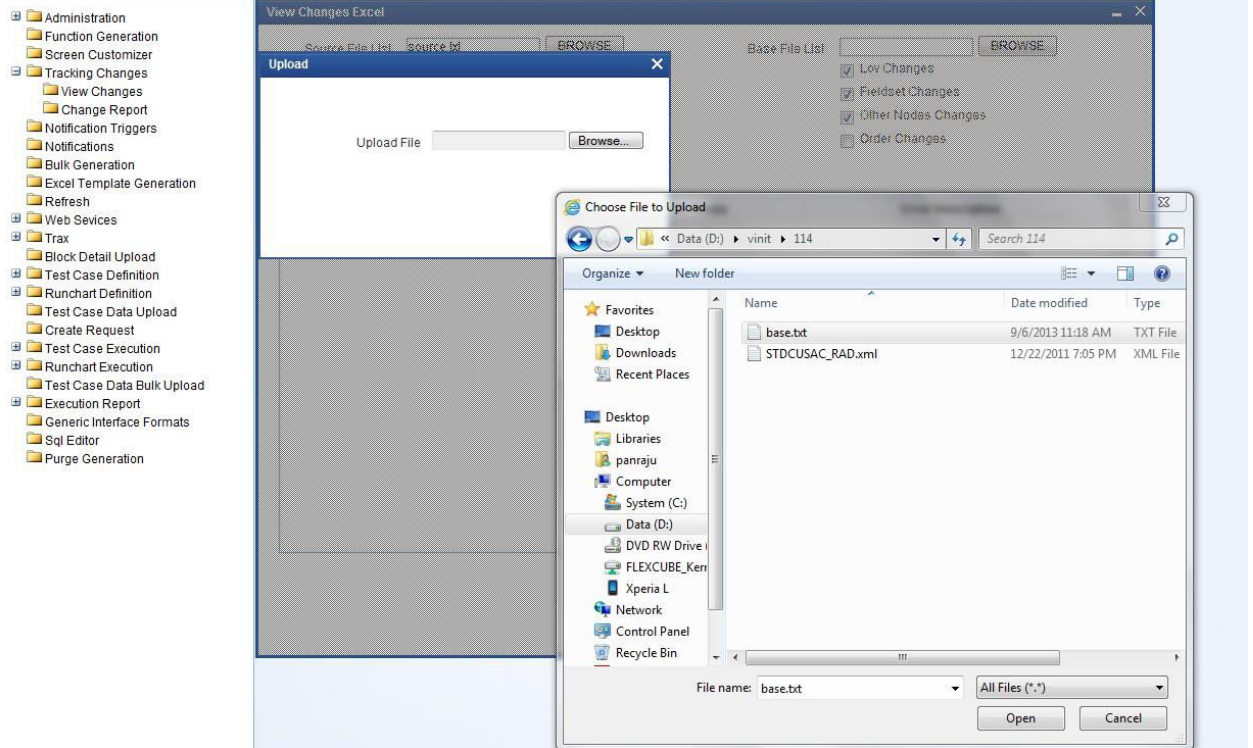 Administration
Function Generation
Screen Customizer
Tracking Changes
View Changes
Change Report
Notification Triggers
Notifications
Bulk Generation
Excel Template Generation
Refresh
Web Sevices
Trax
Block Detail Upload
Test Case Definition
Runchart Definition
Test Case Data Upload
Create Request
Test Case Execution
Runchart Execution
Test Case Data Bulk Upload
Execution Report
Generic Interface Formats
Sql Editor
Purge Generation
View Changes Excel
Source File List source.txt BROWSE Base File List BROWSE
Lov Changes
Fieldset Changes
Other Nodes Changes
Order Changes
Upload
Upload File Browse...
Choose File to Upload
« Data (D:) vinit 114 Search 114
Organize New folder
Favorites
Desktop
Downloads
Recent Places
Desktop
Libraries
panraju
Computer
System (C:)
Data (D:)
DVD RW Drive
FLEXCUBE_Kern
Xperia L
Network
Control Panel
Recycle Bin
Name Date modified Type
base.txt 9/6/2013 11:18 AM TXT File
STDCUSAC_RAD.xml 12/22/2011 7:05 PM XML File
File name: base.txt All Files (*.*)
Open Cancel